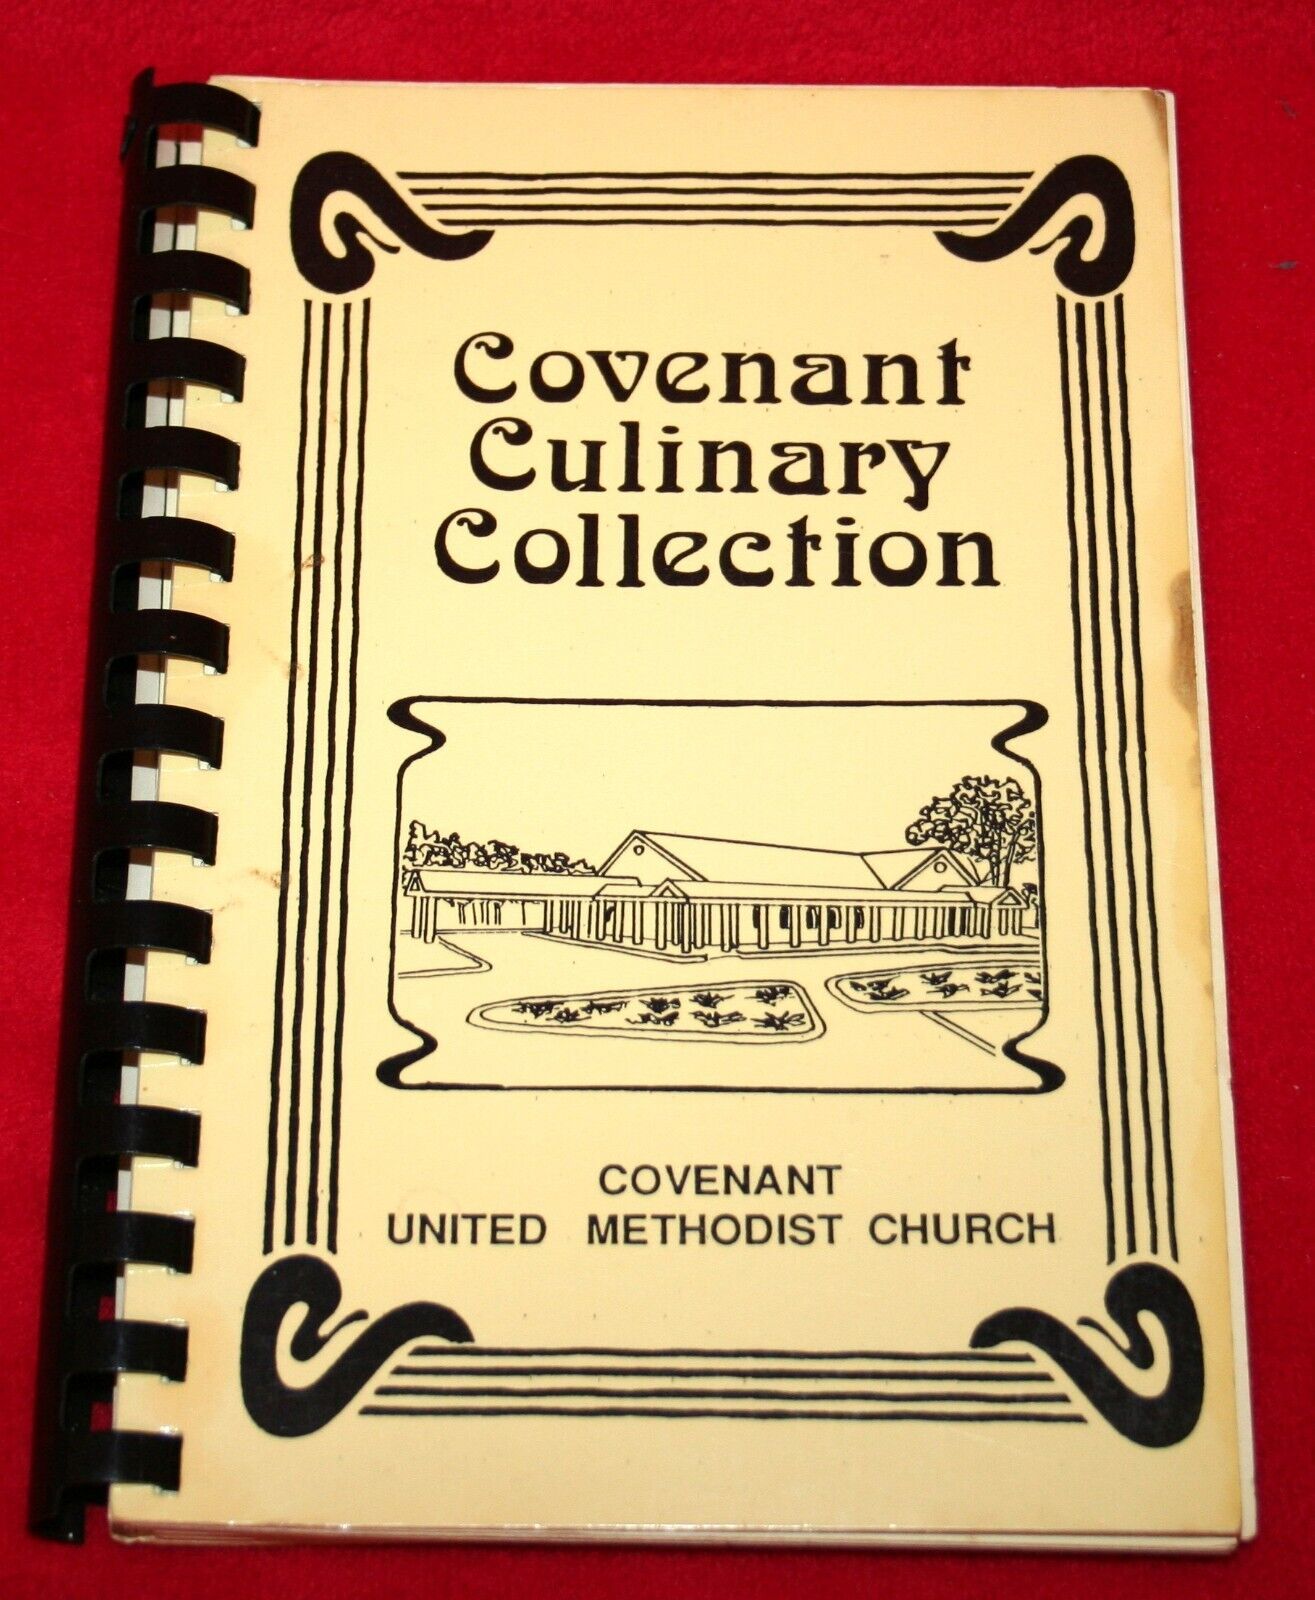 Covenant
Culinary
Collection
COVENANT
UNITED METHODIST CHURCH